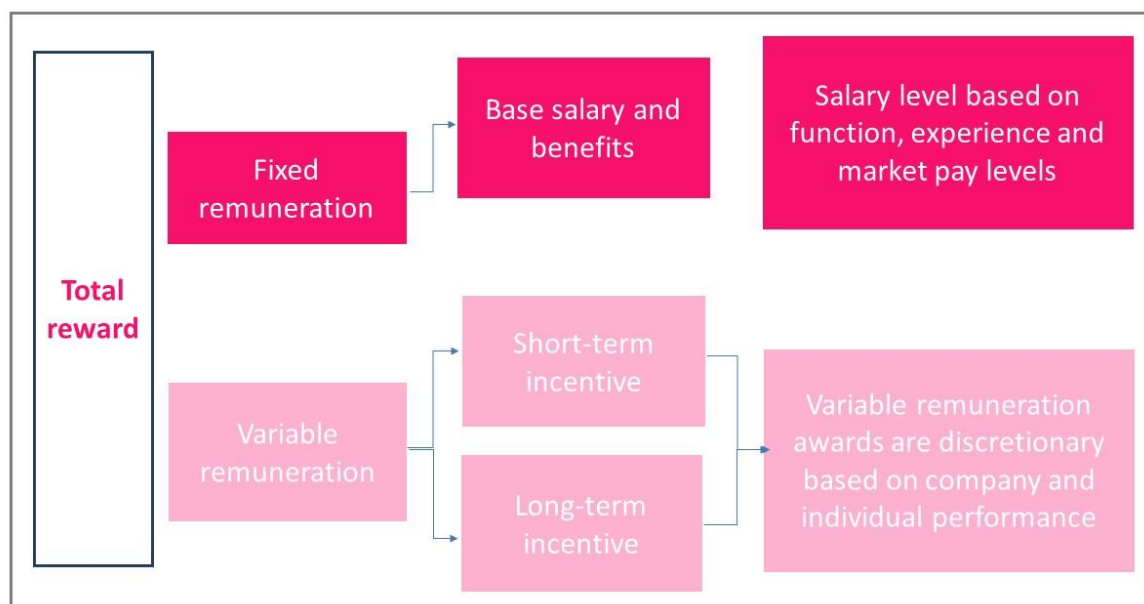 Total
reward
Fixed
remuneration
Base salary and
benefits
Salary level based on
function, experience and
market pay levels
Variable
remuneration
Short-term
incentive
Long-term
incentive
Variable remuneration
awards are discretionary
based on company and
individual performance